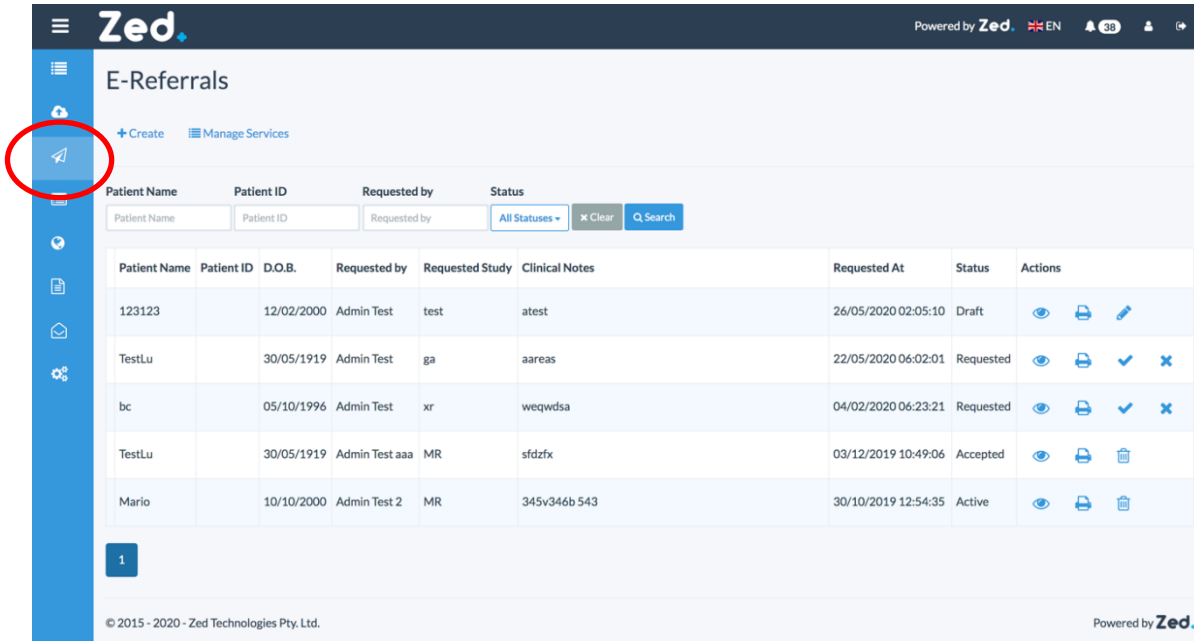 Zed.
Powered by Zed. EN 38
E-Referrals
Create Manage Services
Patient Name Patient ID Requested by Status
Patient Name Patient ID Requested by All Statuses Clear Search
Patient Name Patient ID D.O.B. Requested by Requested Study Clinical Notes Requested At Status Actions
123123 12/02/2000 Admin Test test atest 26/05/2020 02:05:10 Draft
TestLu 30/05/1919 Admin Test ga aareas 22/05/2020 06:02:01 Requested
bc 05/10/1996 Admin Test xr weqwdsa 04/02/2020 06:23:21 Requested
TestLu 30/05/1919 Admin Test aaa MR sfdzfx 03/12/2019 10:49:06 Accepted
Mario 10/10/2000 Admin Test 2 MR 345v346b 543 30/10/2019 12:54:35 Active
1
© 2015 - 2020 - Zed Technologies Pty. Ltd. Powered by Zed.